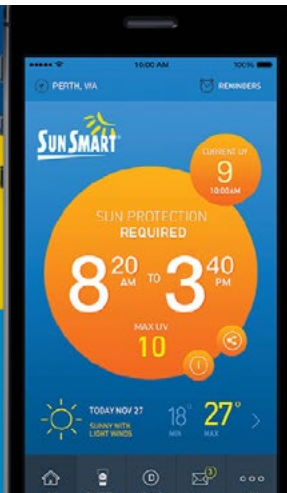 10:00 AM 100%
PERTH, WA REMINDERS
SUNSMART
CURRENT UV
9
10:00AM
SUN PROTECTION
REQUIRED
8 20 AM TO 3 40 PM
MAX UV
10
TODAY NOV 27
SUNNY WITH
LIGHT WINDS
18° MIN
27° MAX
3